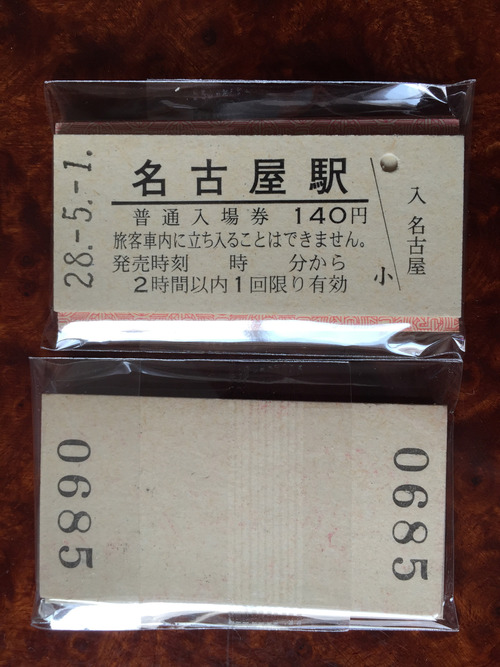 28.-5.-1.
名古屋駅
普通入場券 140円
旅客車内に立ち入ることはできません。
発売時刻 時 分から
2時間以内1回限り有効
小
入 名古屋
0685
0685